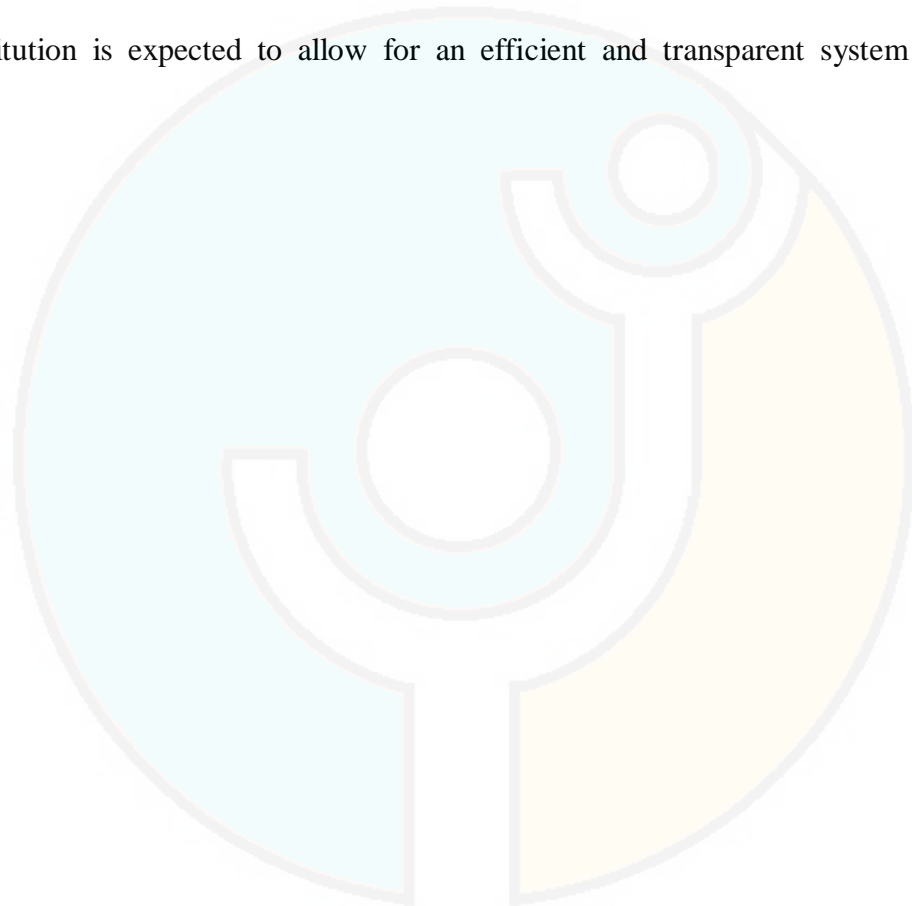 itution is expected to allow for an efficient and transparent system